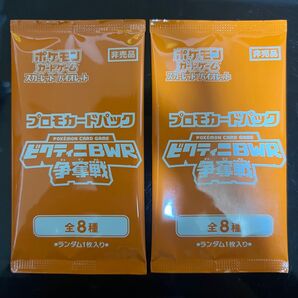 ポケモン
カードゲーム
スカーレット&バイオレット
非売品
プロモカードパック
POKÉMON CARD GAME
ビクティニBWR
争奪戦
全8種
*ランダム1枚入り*
ポケモン
カードゲーム
スカーレット&バイオレット
非売品
プロモカードパック
POKÉMON CARD GAME
ビクティニBWR
争奪戦
全8種
*ランダム1枚入り*